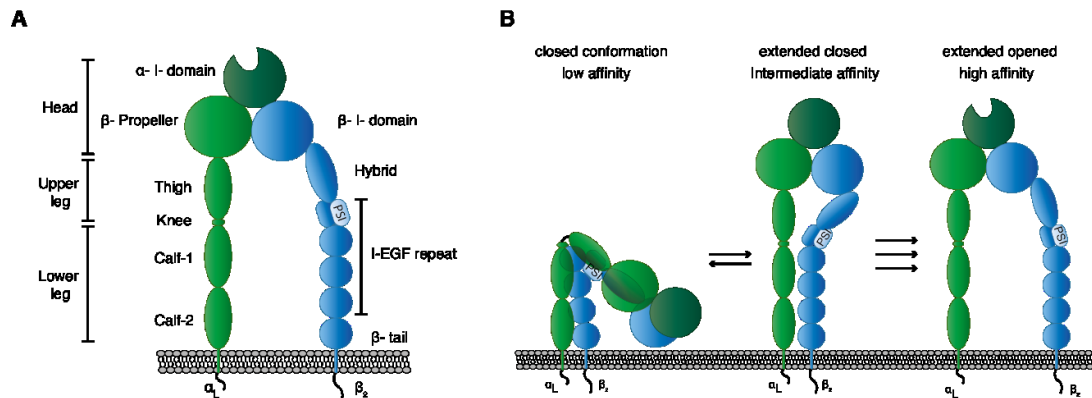 A
α- I- domain
Head
β- Propeller
β- I- domain
Hybrid
Upper
leg
Thigh
PSI
Knee
I-EGF repeat
Lower
leg
Calf-1
Calf-2
β- tail
αL
β2
B
closed conformation
low affinity
extended closed
Intermediate affinity
extended opened
high affinity
PSI
PSI
PSI
αL
β2
αL
β2
αL
β2